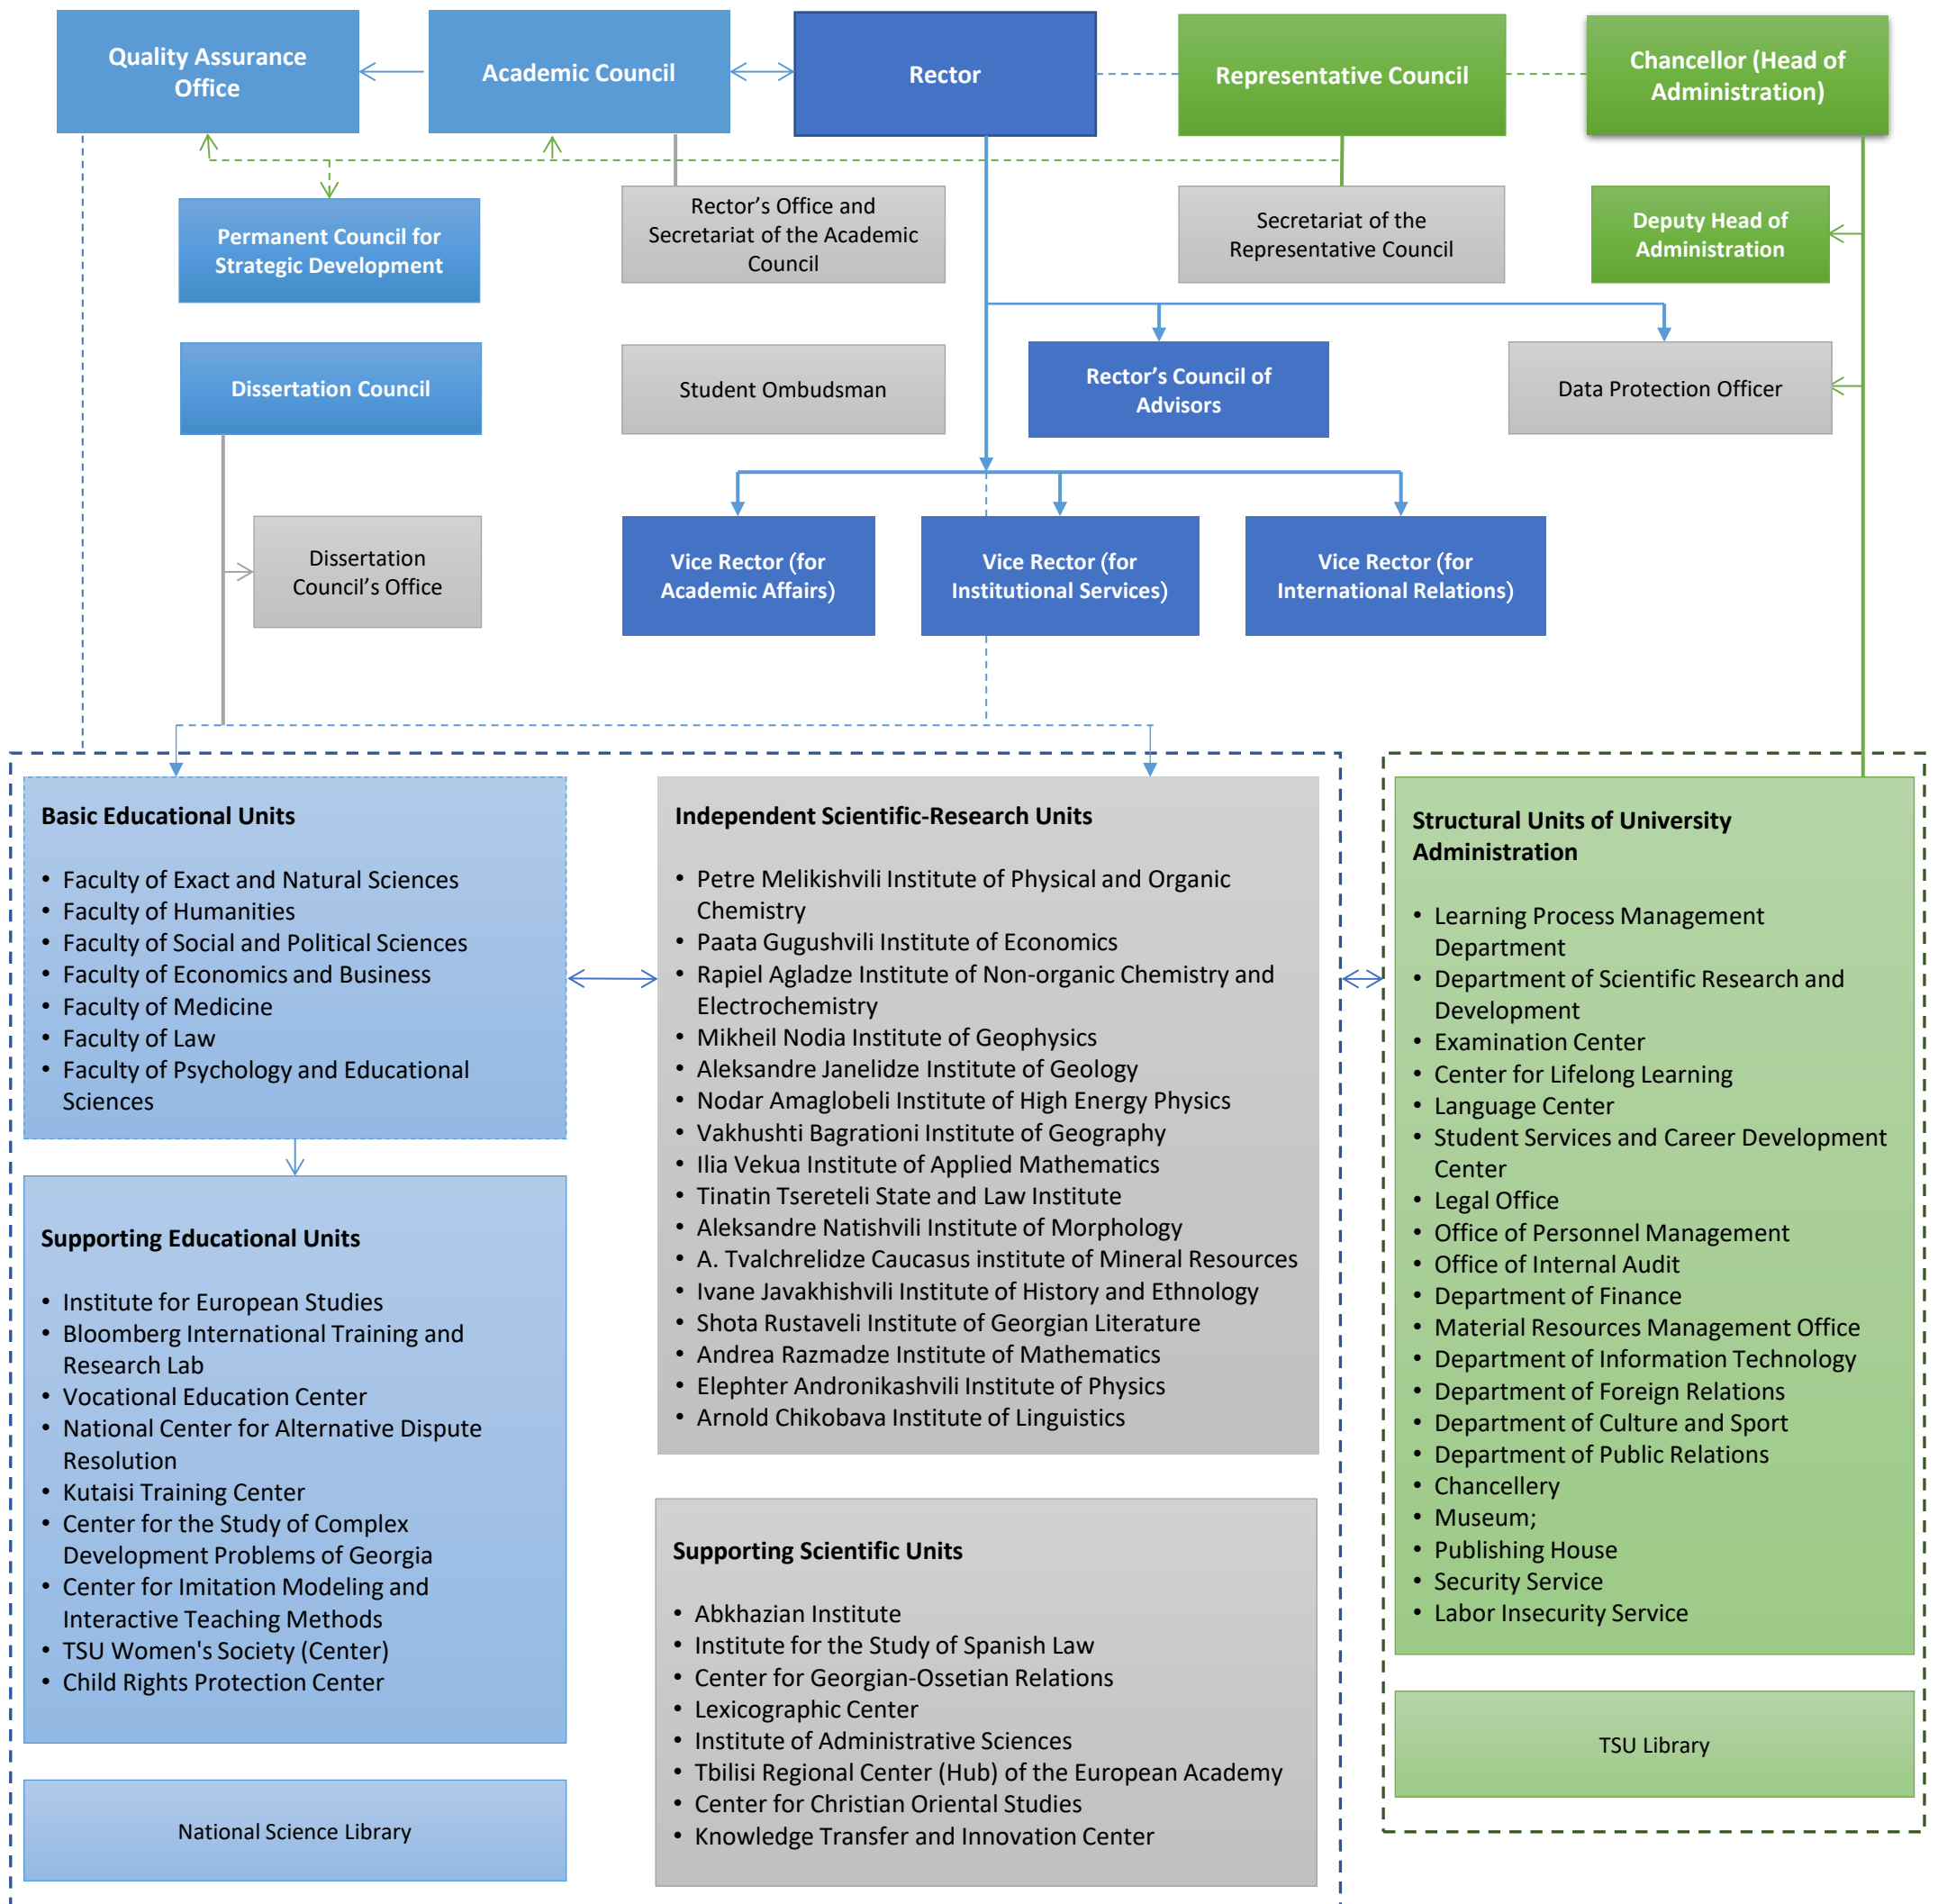 Quality Assurance
Office
Academic Council
Rector
Representative Council
Chancellor (Head of
Administration)
Permanent Council for
Strategic Development
Rector’s Office and
Secretariat of the Academic
Council
Secretariat of the
Representative Council
Deputy Head of
Administration
Dissertation Council
Student Ombudsman
Rector’s Council of
Advisors
Data Protection Officer
Dissertation
Council’s Office
Vice Rector (for
Academic Affairs)
Vice Rector (for
Institutional Services)
Vice Rector (for
International Relations)
Basic Educational Units
• Faculty of Exact and Natural Sciences
• Faculty of Humanities
• Faculty of Social and Political Sciences
• Faculty of Economics and Business
• Faculty of Medicine
• Faculty of Law
• Faculty of Psychology and Educational
Sciences
Supporting Educational Units
• Institute for European Studies
• Bloomberg International Training and
Research Lab
• Vocational Education Center
• National Center for Alternative Dispute
Resolution
• Kutaisi Training Center
• Center for the Study of Complex
Development Problems of Georgia
• Center for Imitation Modeling and
Interactive Teaching Methods
• TSU Women's Society (Center)
• Child Rights Protection Center
National Science Library
Independent Scientific-Research Units
• Petre Melikishvili Institute of Physical and Organic
Chemistry
• Paata Gugushvili Institute of Economics
• Rapiel Agladze Institute of Non-organic Chemistry and
Electrochemistry
• Mikheil Nodia Institute of Geophysics
• Aleksandre Janelidze Institute of Geology
• Nodar Amaglobeli Institute of High Energy Physics
• Vakhushti Bagrationi Institute of Geography
• Ilia Vekua Institute of Applied Mathematics
• Tinatin Tsereteli State and Law Institute
• Aleksandre Natishvili Institute of Morphology
• A. Tvalchrelidze Caucasus institute of Mineral Resources
• Ivane Javakhishvili Institute of History and Ethnology
• Shota Rustaveli Institute of Georgian Literature
• Andrea Razmadze Institute of Mathematics
• Elephter Andronikashvili Institute of Physics
• Arnold Chikobava Institute of Linguistics
Supporting Scientific Units
• Abkhazian Institute
• Institute for the Study of Spanish Law
• Center for Georgian-Ossetian Relations
• Lexicographic Center
• Institute of Administrative Sciences
• Tbilisi Regional Center (Hub) of the European Academy
• Center for Christian Oriental Studies
• Knowledge Transfer and Innovation Center
Structural Units of University
Administration
• Learning Process Management
Department
• Department of Scientific Research and
Development
• Examination Center
• Center for Lifelong Learning
• Language Center
• Student Services and Career Development
Center
• Legal Office
• Office of Personnel Management
• Office of Internal Audit
• Department of Finance
• Material Resources Management Office
• Department of Information Technology
• Department of Foreign Relations
• Department of Culture and Sport
• Department of Public Relations
• Chancellery
• Museum;
• Publishing House
• Security Service
• Labor Insecurity Service
TSU Library